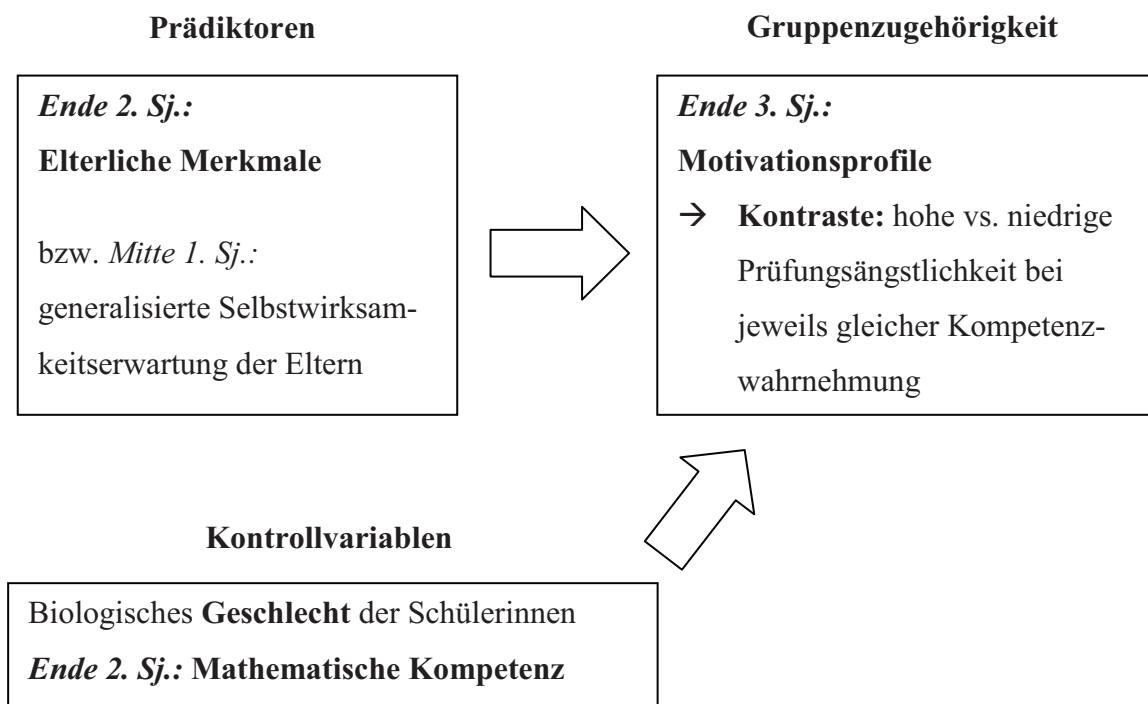 Prädiktoren
Ende 2. Sj.:
Elterliche Merkmale
bzw. Mitte 1. Sj.:
generalisierte Selbstwirksam-
keitserwartung der Eltern
Gruppenzugehörigkeit
Ende 3. Sj.:
Motivationsprofile
→ Kontraste: hohe vs. niedrige
Prüfungsängstlichkeit bei
jeweils gleicher Kompetenz-
wahrnehmung
Kontrollvariablen
Biologisches Geschlecht der Schülerinnen
Ende 2. Sj.: Mathematische Kompetenz